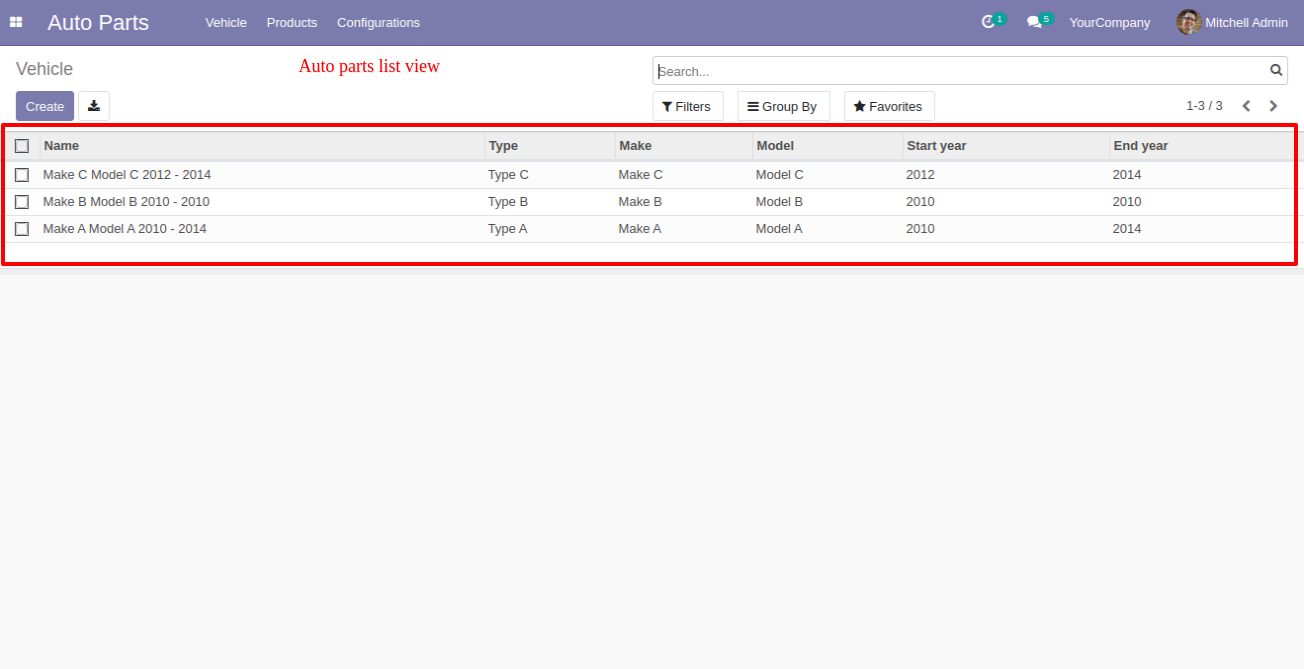 Auto Parts Vehicle Products Configurations 1 5 YourCompany Mitchell Admin
Vehicle Auto parts list view Search...
Create Filters Group By Favorites 1-3 / 3
Name Type Make Model Start year End year
Make C Model C 2012 - 2014 Type C Make C Model C 2012 2014
Make B Model B 2010 - 2010 Type B Make B Model B 2010 2010
Make A Model A 2010 - 2014 Type A Make A Model A 2010 2014